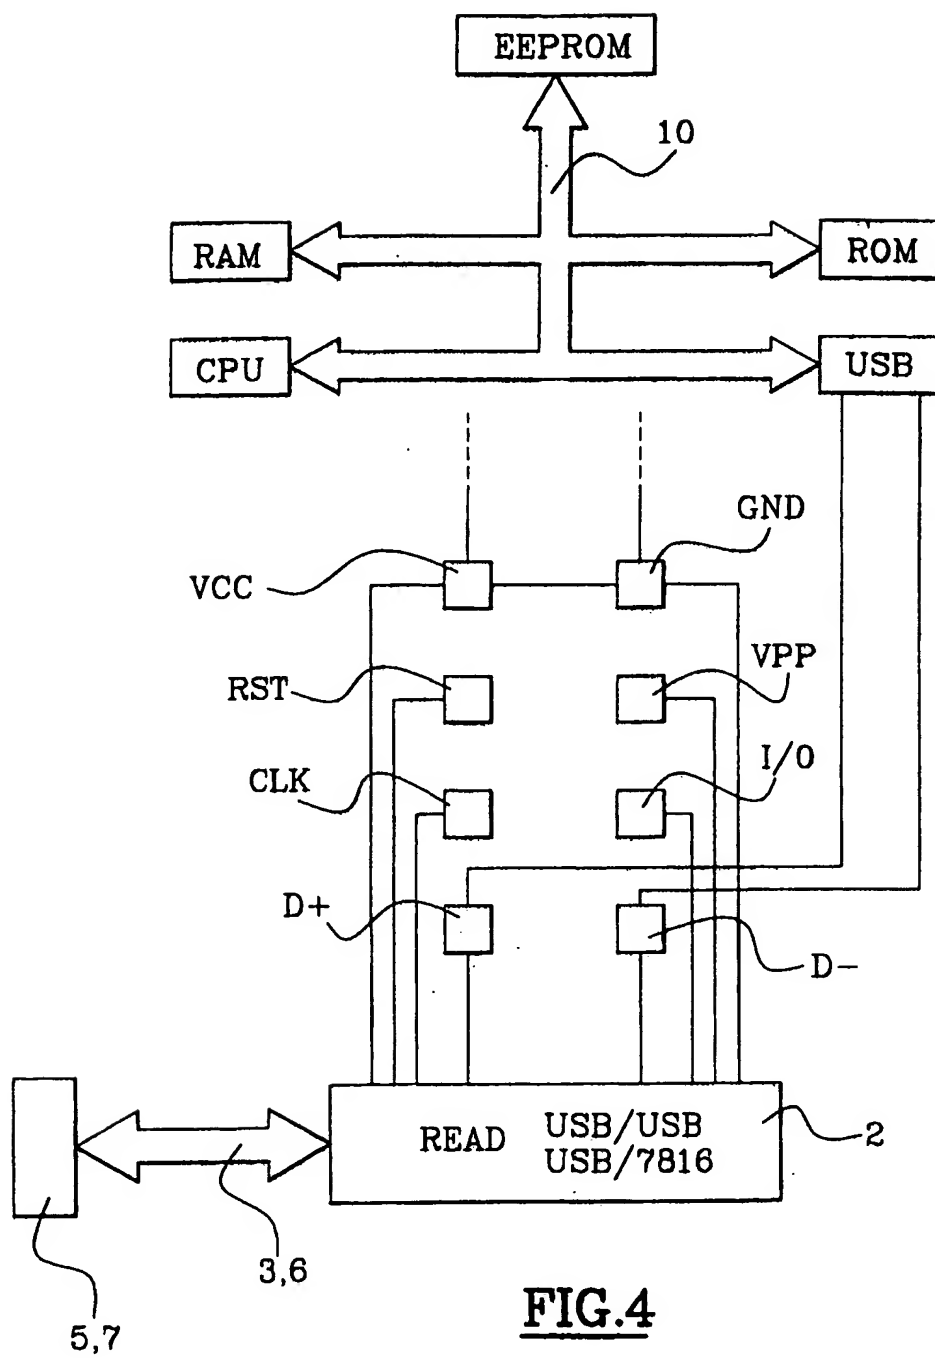 EEPROM
10
RAM
ROM
CPU
USB
GND
VCC
VPP
RST
I/O
CLK
D+
D-
READ USB/USB
USB/7816
2
3,6
5,7
FIG.4